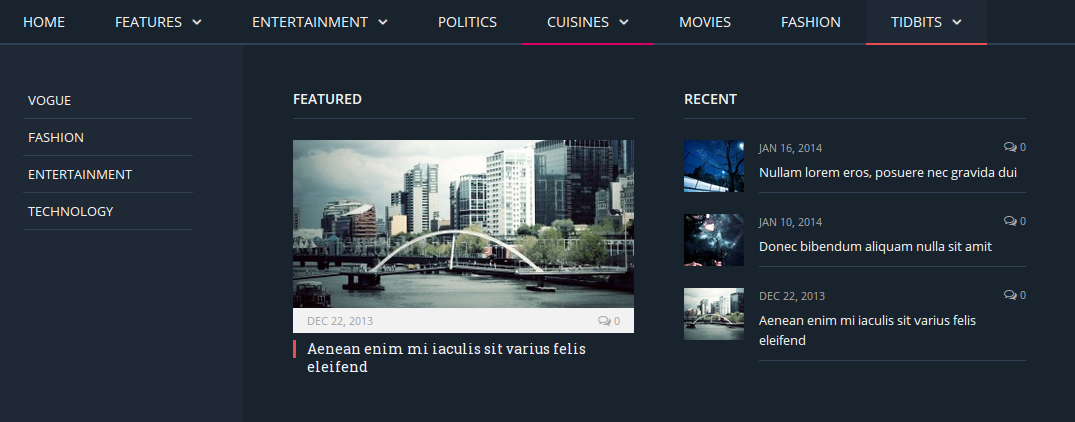 HOME FEATURES ENTERTAINMENT POLITICS CUISINES MOVIES FASHION TIDBITS
VOGUE
FASHION
ENTERTAINMENT
TECHNOLOGY
FEATURED
DEC 22, 2013 0
Aenean enim mi iaculis sit varius felis
eleifend
RECENT
JAN 16, 2014 0
Nullam lorem eros, posuere nec gravida dui
JAN 10, 2014 0
Donec bibendum aliquam nulla sit amit
DEC 22, 2013 0
Aenean enim mi iaculis sit varius felis
eleifend